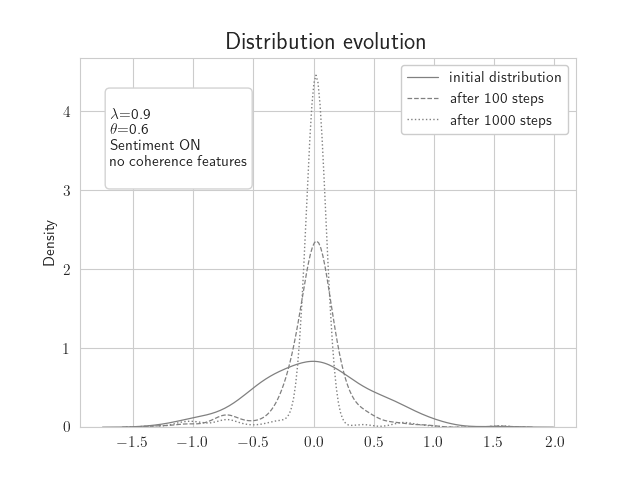 Distribution evolution
initial distribution
after 100 steps
after 1000 steps
λ=0.9
θ=0.6
Sentiment ON
no coherence features
Density
4
3
2
1
0
−1.5 −1.0 −0.5 0.0 0.5 1.0 1.5 2.0